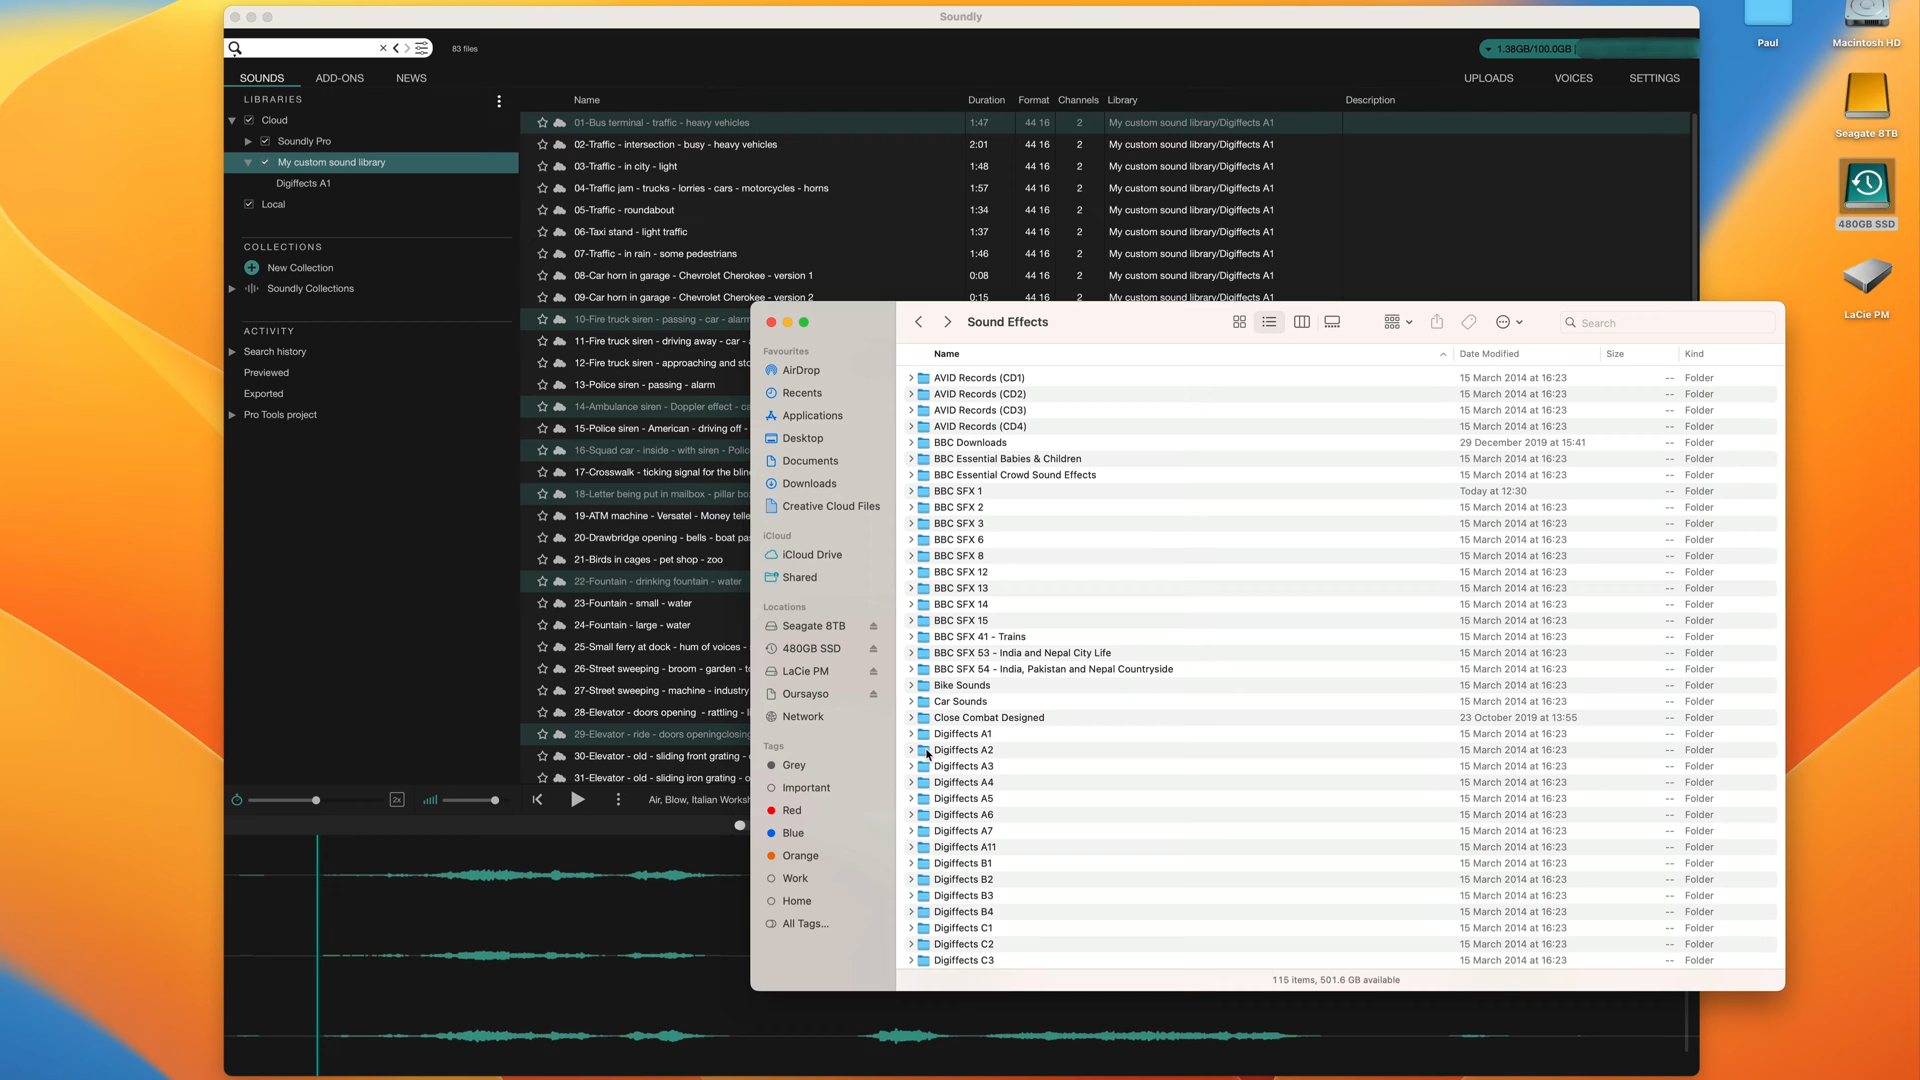 Soundly
83 files
1.38GB/100.0GB |
SOUNDS ADD-ONS NEWS
UPLOADS VOICES SETTINGS
LIBRARIES
Cloud
Soundly Pro
My custom sound library
Digiffects A1
Local
COLLECTIONS
New Collection
Soundly Collections
ACTIVITY
Search history
Previewed
Exported
Pro Tools project
Name Duration Format Channels Library Description
01-Bus terminal - traffic - heavy vehicles 1:47 44 16 2 My custom sound library/Digiffects A1
02-Traffic - intersection - busy - heavy vehicles 2:01 44 16 2 My custom sound library/Digiffects A1
03-Traffic - in city - light 1:48 44 16 2 My custom sound library/Digiffects A1
04-Traffic jam - trucks - lorries - cars - motorcycles - horns 1:57 44 16 2 My custom sound library/Digiffects A1
05-Traffic - roundabout 1:34 44 16 2 My custom sound library/Digiffects A1
06-Taxi stand - light traffic 1:37 44 16 2 My custom sound library/Digiffects A1
07-Traffic - in rain - some pedestrians 1:46 44 16 2 My custom sound library/Digiffects A1
08-Car horn in garage - Chevrolet Cherokee - version 1 0:08 44 16 2 My custom sound library/Digiffects A1
09-Car horn in garage - Chevrolet Cherokee - version 2 0:15 44 16 2 My custom sound library/Digiffects A1
10-Fire truck siren - passing - car - alarm
11-Fire truck siren - driving away - car -
12-Fire truck siren - approaching and sto
13-Police siren - passing - alarm
14-Ambulance siren - Doppler effect - ca
15-Police siren - American - driving off -
16-Squad car - inside - with siren - Polic
17-Crosswalk - ticking signal for the blin
18-Letter being put in mailbox - pillar bo
19-ATM machine - Versatel - Money telle
20-Drawbridge opening - bells - boat pa
21-Birds in cages - pet shop - zoo
22-Fountain - drinking fountain - water
23-Fountain - small - water
24-Fountain - large - water
25-Small ferry at dock - hum of voices -
26-Street sweeping - broom - garden - to
27-Street sweeping - machine - industry
28-Elevator - doors opening - rattling - l
29-Elevator - ride - doors openingclosing
30-Elevator - old - sliding front grating -
31-Elevator - old - sliding iron grating - o
2x
Air, Blow, Italian Worksh
Sound Effects
Search
Favourites
AirDrop
Recents
Applications
Desktop
Documents
Downloads
Creative Cloud Files
iCloud
iCloud Drive
Shared
Locations
Seagate 8TB
480GB SSD
LaCie PM
Oursayso
Network
Tags
Grey
Important
Red
Blue
Orange
Work
Home
All Tags...
Name Date Modified Size Kind
AVID Records (CD1) 15 March 2014 at 16:23 -- Folder
AVID Records (CD2) 15 March 2014 at 16:23 -- Folder
AVID Records (CD3) 15 March 2014 at 16:23 -- Folder
AVID Records (CD4) 15 March 2014 at 16:23 -- Folder
BBC Downloads 29 December 2019 at 15:41 -- Folder
BBC Essential Babies & Children 15 March 2014 at 16:23 -- Folder
BBC Essential Crowd Sound Effects 15 March 2014 at 16:23 -- Folder
BBC SFX 1 Today at 12:30 -- Folder
BBC SFX 2 15 March 2014 at 16:23 -- Folder
BBC SFX 3 15 March 2014 at 16:23 -- Folder
BBC SFX 6 15 March 2014 at 16:23 -- Folder
BBC SFX 8 15 March 2014 at 16:23 -- Folder
BBC SFX 12 15 March 2014 at 16:23 -- Folder
BBC SFX 13 15 March 2014 at 16:23 -- Folder
BBC SFX 14 15 March 2014 at 16:23 -- Folder
BBC SFX 15 15 March 2014 at 16:23 -- Folder
BBC SFX 41 - Trains 15 March 2014 at 16:23 -- Folder
BBC SFX 53 - India and Nepal City Life 15 March 2014 at 16:23 -- Folder
BBC SFX 54 - India, Pakistan and Nepal Countryside 15 March 2014 at 16:23 -- Folder
Bike Sounds 15 March 2014 at 16:23 -- Folder
Car Sounds 15 March 2014 at 16:23 -- Folder
Close Combat Designed 23 October 2019 at 13:55 -- Folder
Digiffects A1 15 March 2014 at 16:23 -- Folder
Digiffects A2 15 March 2014 at 16:23 -- Folder
Digiffects A3 15 March 2014 at 16:23 -- Folder
Digiffects A4 15 March 2014 at 16:23 -- Folder
Digiffects A5 15 March 2014 at 16:23 -- Folder
Digiffects A6 15 March 2014 at 16:23 -- Folder
Digiffects A7 15 March 2014 at 16:23 -- Folder
Digiffects A11 15 March 2014 at 16:23 -- Folder
Digiffects B1 15 March 2014 at 16:23 -- Folder
Digiffects B2 15 March 2014 at 16:23 -- Folder
Digiffects B3 15 March 2014 at 16:23 -- Folder
Digiffects B4 15 March 2014 at 16:23 -- Folder
Digiffects C1 15 March 2014 at 16:23 -- Folder
Digiffects C2 15 March 2014 at 16:23 -- Folder
Digiffects C3 15 March 2014 at 16:23 -- Folder
115 items, 501.6 GB available
Paul
Macintosh HD
Seagate 8TB
480GB SSD
LaCie PM